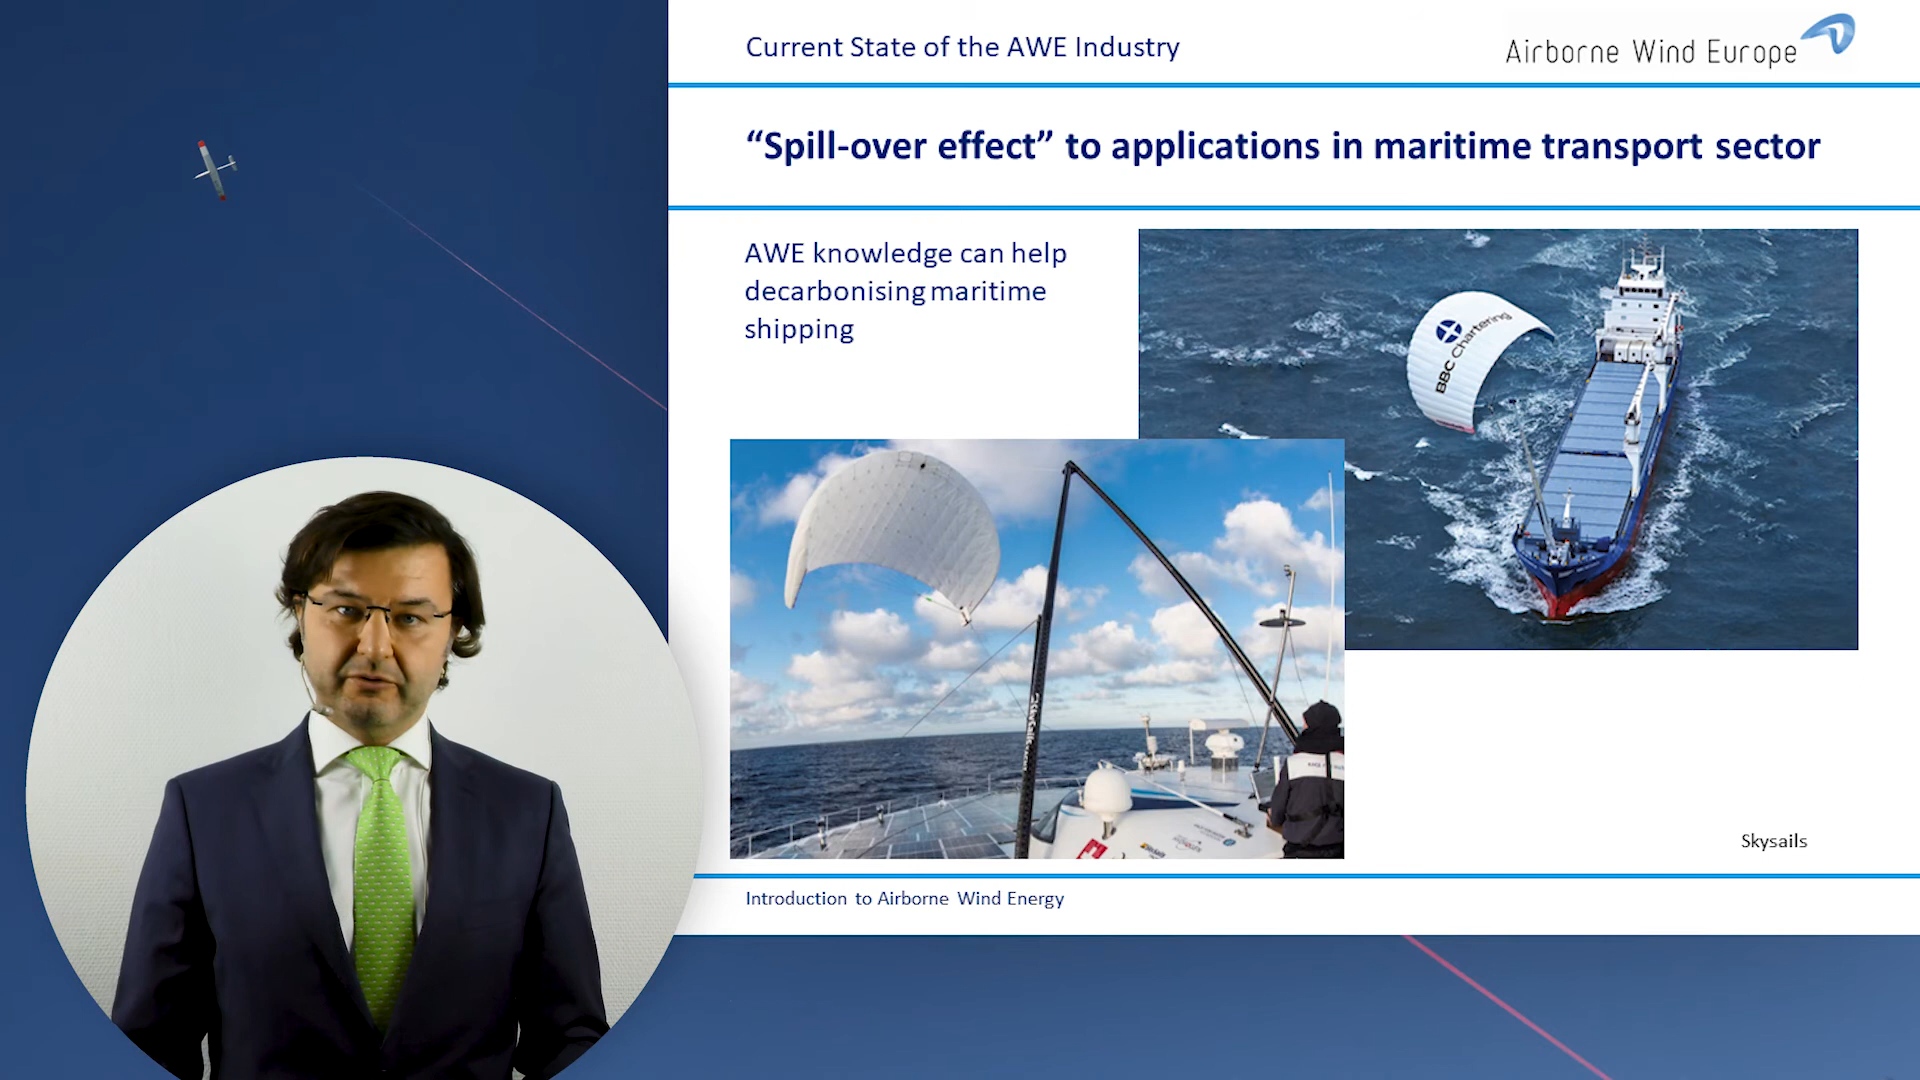 Current State of the AWE Industry
Airborne Wind Europe
“Spill-over effect” to applications in maritime transport sector
AWE knowledge can help
decarbonising maritime
shipping
BBC Chartering
Skysails
Introduction to Airborne Wind Energy